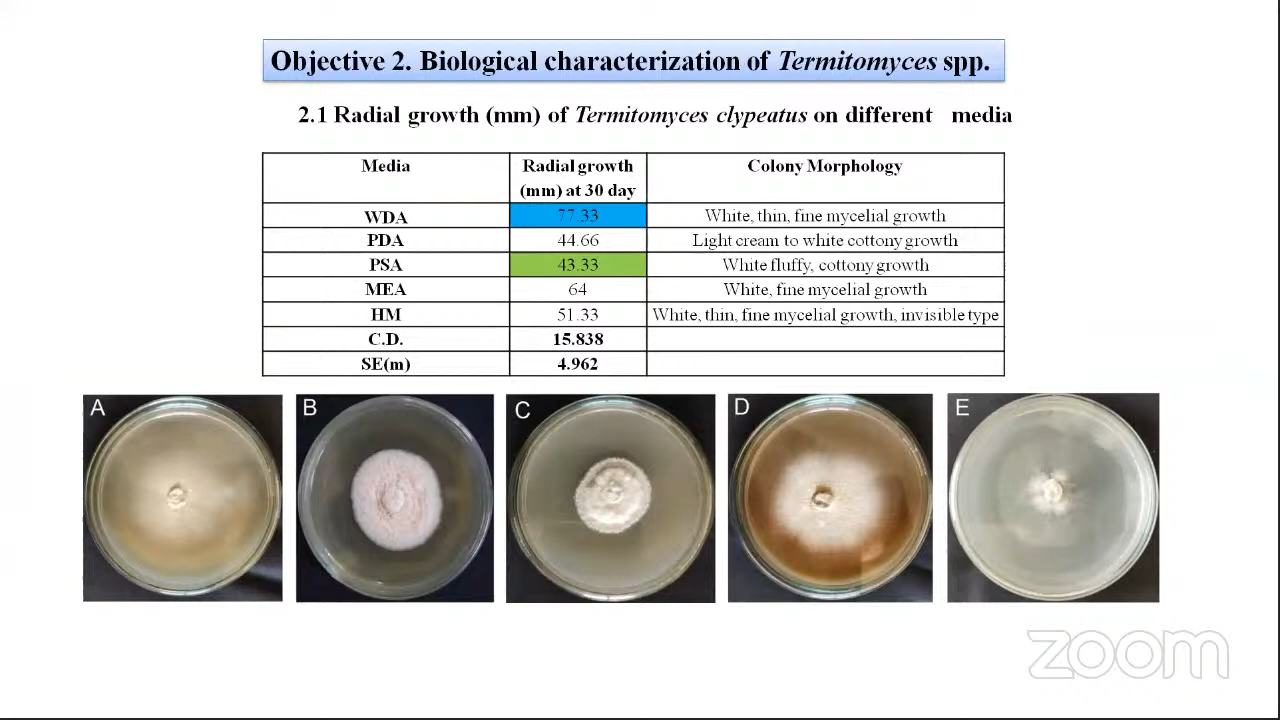 Objective 2. Biological characterization of Termitomyces spp.
2.1 Radial growth (mm) of Termitomyces clypeatus on different media
Media Radial growth (mm) at 30 day Colony Morphology
WDA 77.33 White, thin, fine mycelial growth
PDA 44.66 Light cream to white cottony growth
PSA 43.33 White fluffy, cottony growth
MEA 64 White, fine mycelial growth
HM 51.33 White, thin, fine mycelial growth, invisible type
C.D. 15.838
SE(m) 4.962
A B C D E
zoom